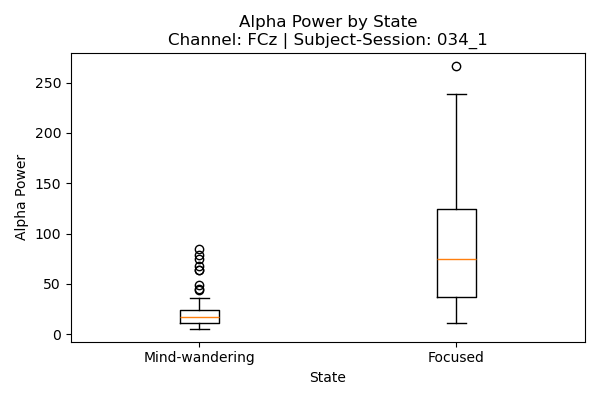 Alpha Power by State
Channel: FCz | Subject-Session: 034_1
Alpha Power
250
200
150
100
50
0
Mind-wandering
Focused
State